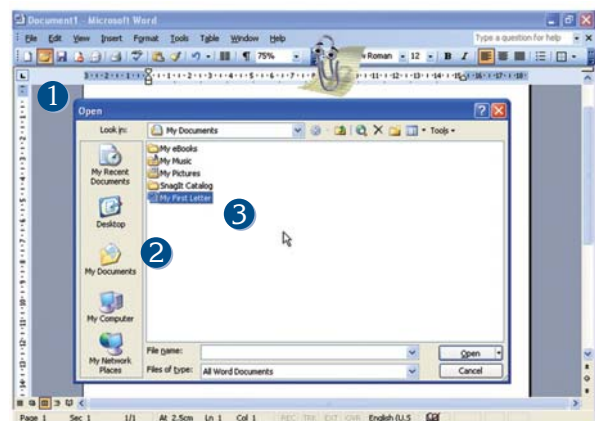 Document1 - Microsoft Word
File Edit View Insert Format Tools Table Window Help Type a question for help
75% Roman 12 B I
1
Open
Look in: My Documents Tools
My eBooks
My Music
My Pictures
SnagIt Catalog
My First Letter
My Recent Documents
Desktop
My Documents
My Computer
My Network Places
3
2
File name: Open
Files of type: All Word Documents Cancel
Page 1 Sec 1 1/1 At 2.5cm Ln 1 Col 1 REC TRK EXT OVR English (U.S